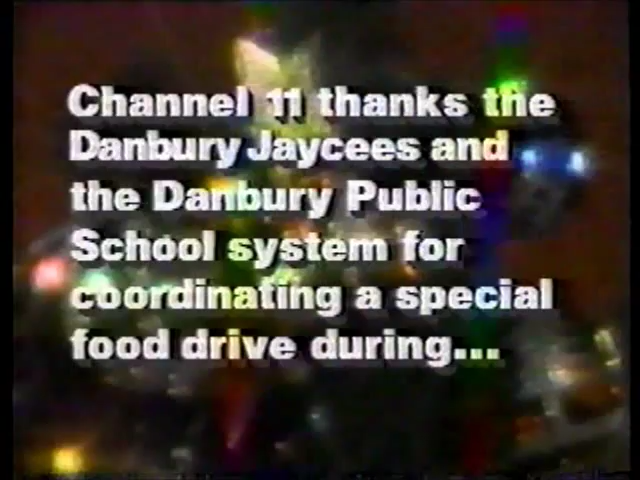 Channel 11 thanks the
Danbury Jaycees and
the Danbury Public
School system for
coordinating a special
food drive during...